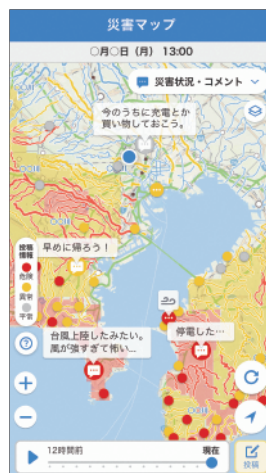 災害マップ
○月○日（月） 13:00
災害状況・コメント
今のうちに充電とか
買い物しておこう。
投稿
情報
危険
異常
平常
早めに帰ろう！
台風上陸したみたい。
風が強すぎて怖い…
停電した…
12時間前
現在
投稿